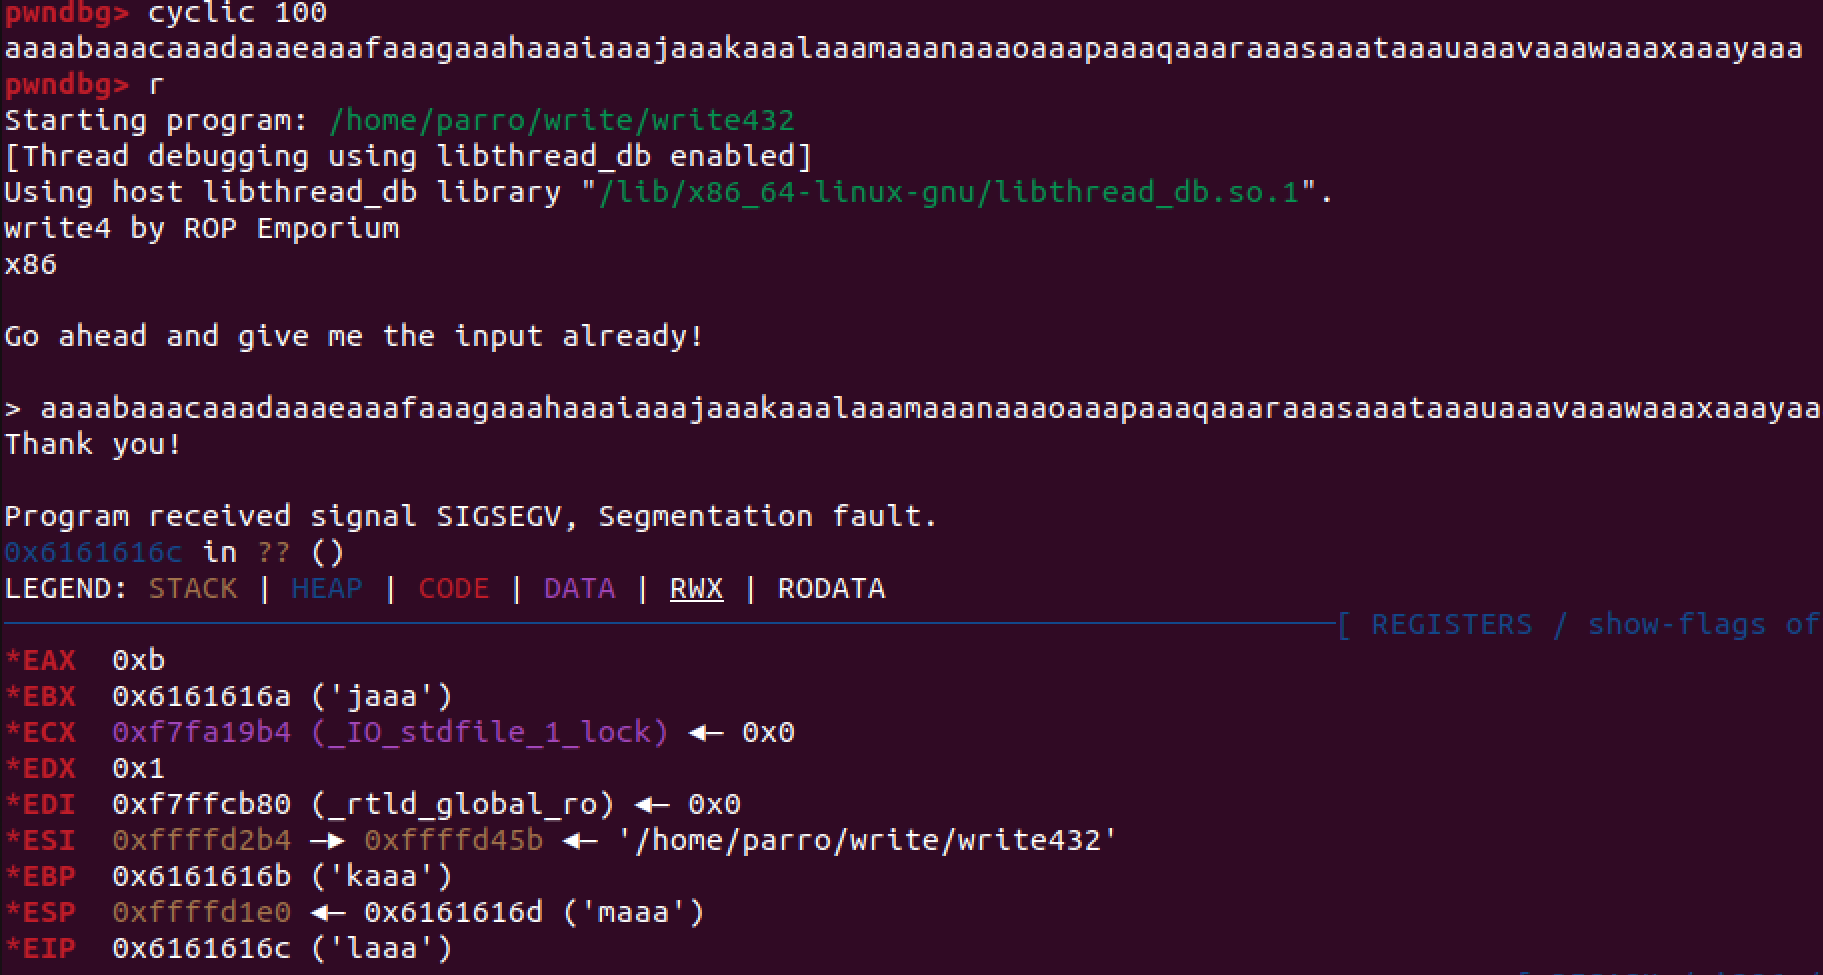 pwndbg> cyclic 100
aaaabaaacaaadaaaeaaafaaagaaahaaaiaaajaaakaaalaaamaaanaaaoaaapaaaqaaaraaasaaataaauaaavaaawaaaxaaayaaa
pwndbg> r
Starting program: /home/parro/write/write432
[Thread debugging using libthread_db enabled]
Using host libthread_db library "/lib/x86_64-linux-gnu/libthread_db.so.1".
write4 by ROP Emporium
x86
Go ahead and give me the input already!
> aaaabaaacaaadaaaeaaafaaagaaahaaaiaaajaaakaaalaaamaaanaaaoaaapaaaqaaaraaasaaataaauaaavaaawaaaxaaayaa
Thank you!
Program received signal SIGSEGV, Segmentation fault.
0x6161616c in ?? ()
LEGEND: STACK | HEAP | CODE | DATA | RWX | RODATA
[ REGISTERS / show-flags of
*EAX 0xb
*EBX 0x6161616a ('jaaa')
*ECX 0xf7fa19b4 (_IO_stdfile_1_lock) ◂— 0x0
*EDX 0x1
*EDI 0xf7ffcb80 (_rtld_global_ro) ◂— 0x0
*ESI 0xffffd2b4 —▸ 0xffffd45b ◂— '/home/parro/write/write432'
*EBP 0x6161616b ('kaaa')
*ESP 0xffffd1e0 ◂— 0x6161616d ('maaa')
*EIP 0x6161616c ('laaa')